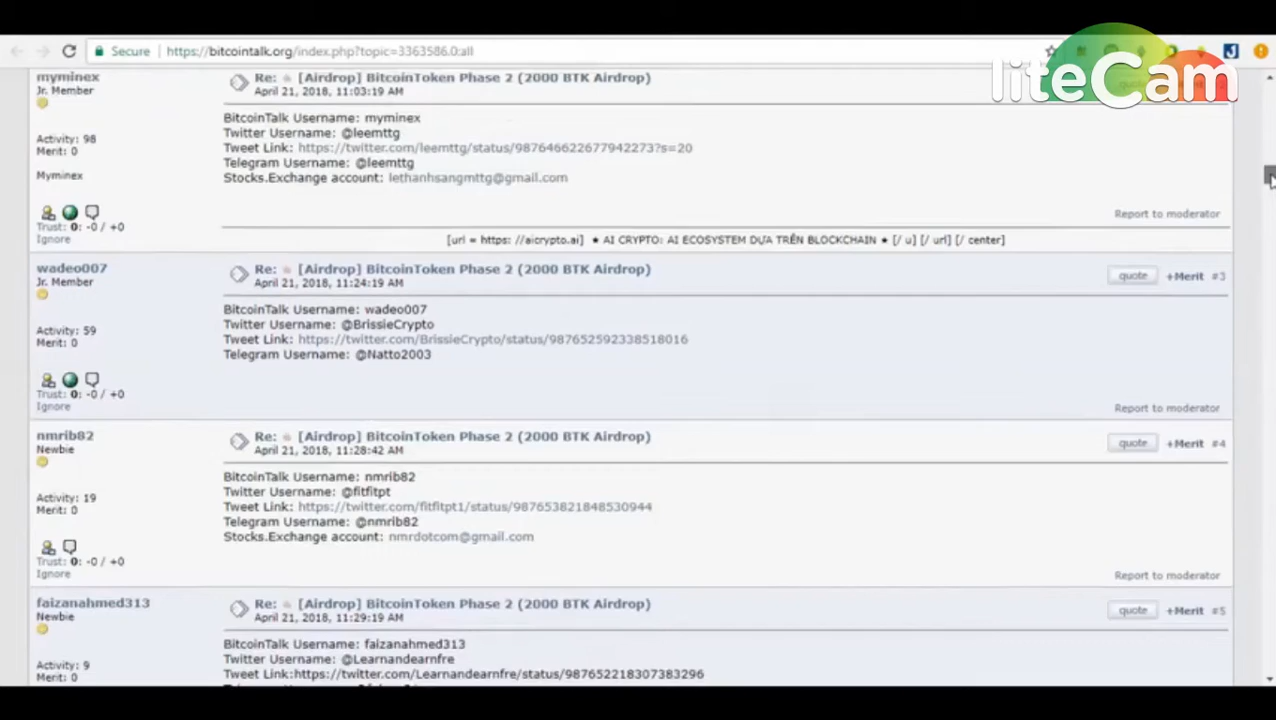 Secure https://bitcointalk.org/index.php?topic=3363586.0;all
liteCam
myminex
Jr. Member
Activity: 98
Merit: 0
Myminex
Trust: 0: -0 / +0
Ignore
Re: [Airdrop] BitcoinToken Phase 2 (2000 BTK Airdrop)
April 21, 2018, 11:03:19 AM
BitcoinTalk Username: myminex
Twitter Username: @leemttg
Tweet Link: https://twitter.com/leemttg/status/987646622677942273?s=20
Telegram Username: @leemttg
Stocks.Exchange account: lethanhsangmttg@gmail.com
Report to moderator
[url = https: //aicrypto.ai] ★ AI CRYPTO: AI ECOSYSTEM DỰA TRÊN BLOCKCHAIN ★ [/ u] [/ url] [/ center]
wadeo007
Jr. Member
Activity: 59
Merit: 0
Trust: 0: -0 / +0
Ignore
Re: [Airdrop] BitcoinToken Phase 2 (2000 BTK Airdrop)
April 21, 2018, 11:24:19 AM
quote +Merit #3
BitcoinTalk Username: wadeo007
Twitter Username: @BrissieCrypto
Tweet Link: https://twitter.com/BrissieCrypto/status/987652592338518016
Telegram Username: @Natto2003
Report to moderator
nmrib82
Newbie
Activity: 19
Merit: 0
Trust: 0: -0 / +0
Ignore
Re: [Airdrop] BitcoinToken Phase 2 (2000 BTK Airdrop)
April 21, 2018, 11:28:42 AM
quote +Merit #4
BitcoinTalk Username: nmrib82
Twitter Username: @fitfitpt
Tweet Link: https://twitter.com/fitfitpt1/status/987653821848530944
Telegram Username: @nmrib82
Stocks.Exchange account: nmrdotcom@gmail.com
Report to moderator
faizanahmed313
Newbie
Activity: 9
Merit: 0
Re: [Airdrop] BitcoinToken Phase 2 (2000 BTK Airdrop)
April 21, 2018, 11:29:19 AM
quote +Merit #5
BitcoinTalk Username: faizanahmed313
Twitter Username: @Learnandearnfre
Tweet Link:https://twitter.com/Learnandearnfre/status/987652218307383296